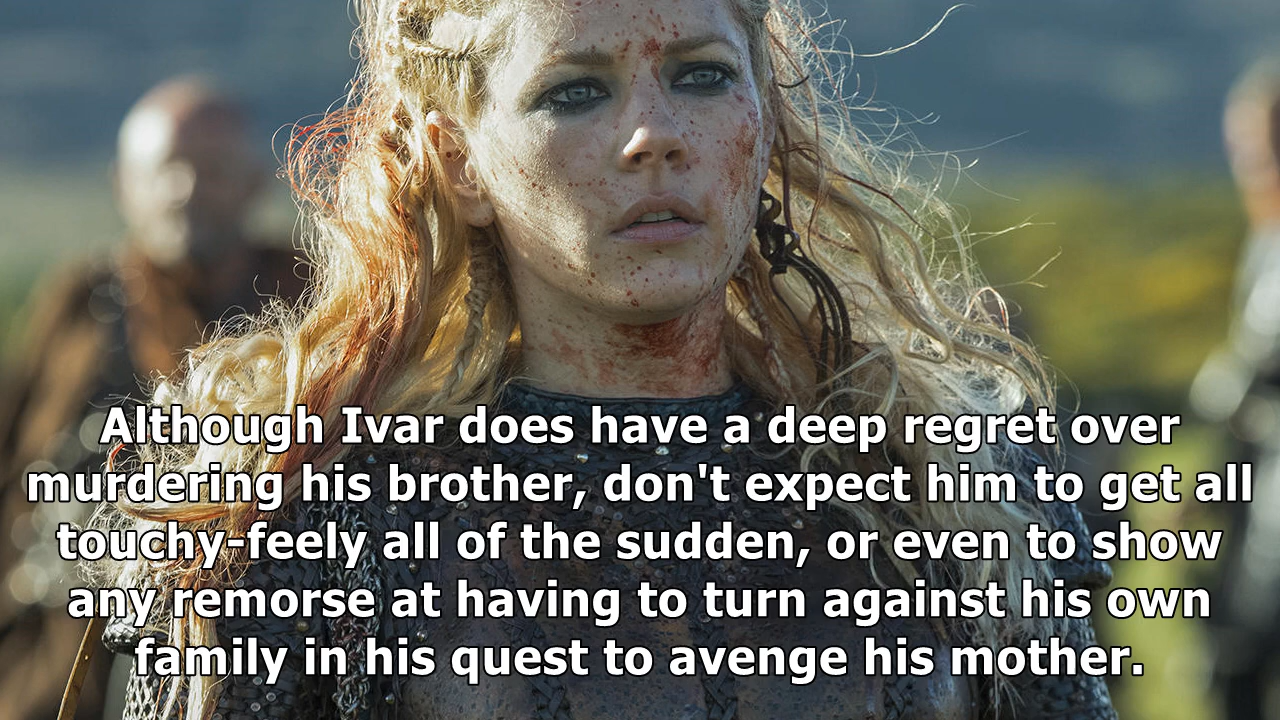 Although Ivar does have a deep regret over
murdering his brother, don't expect him to get all
touchy-feely all of the sudden, or even to show
any remorse at having to turn against his own
family in his quest to avenge his mother.